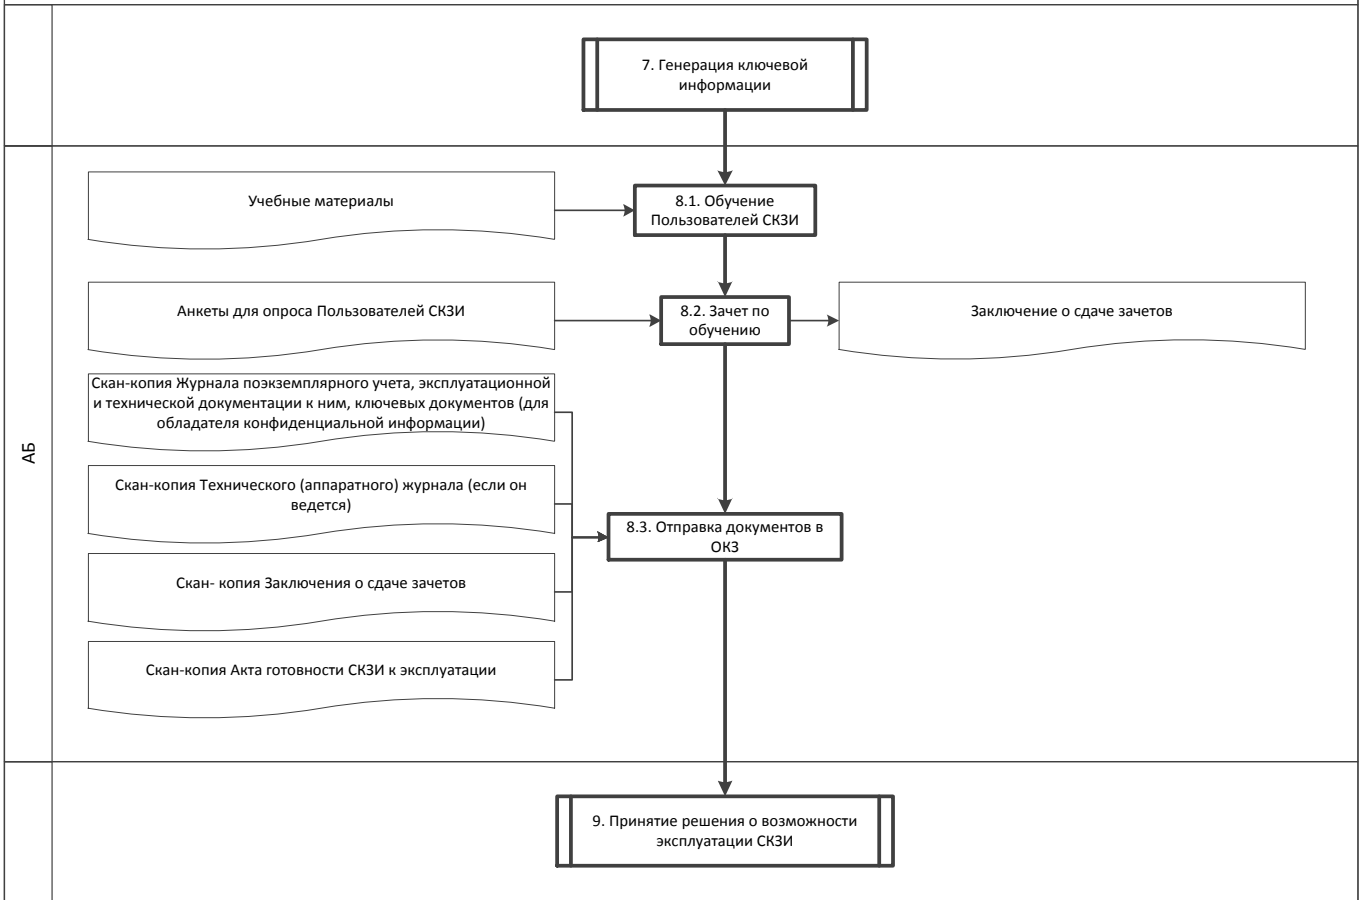 7. Генерация ключевой
информации
Учебные материалы
8.1. Обучение
Пользователей СКЗИ
Анкеты для опроса Пользователей СКЗИ
8.2. Зачет по
обучению
Заключение о сдаче зачетов
Скан-копия Журнала поэкземплярного учета, эксплуатационной
и технической документации к ним, ключевых документов (для
обладателя конфиденциальной информации)
АБ
Скан-копия Технического (аппаратного) журнала (если он
ведется)
8.3. Отправка документов в
ОКЗ
Скан- копия Заключения о сдаче зачетов
Скан-копия Акта готовности СКЗИ к эксплуатации
9. Принятие решения о возможности
эксплуатации СКЗИ